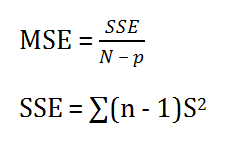 MSE = SSE / N − p
SSE = ∑(n - 1)S²